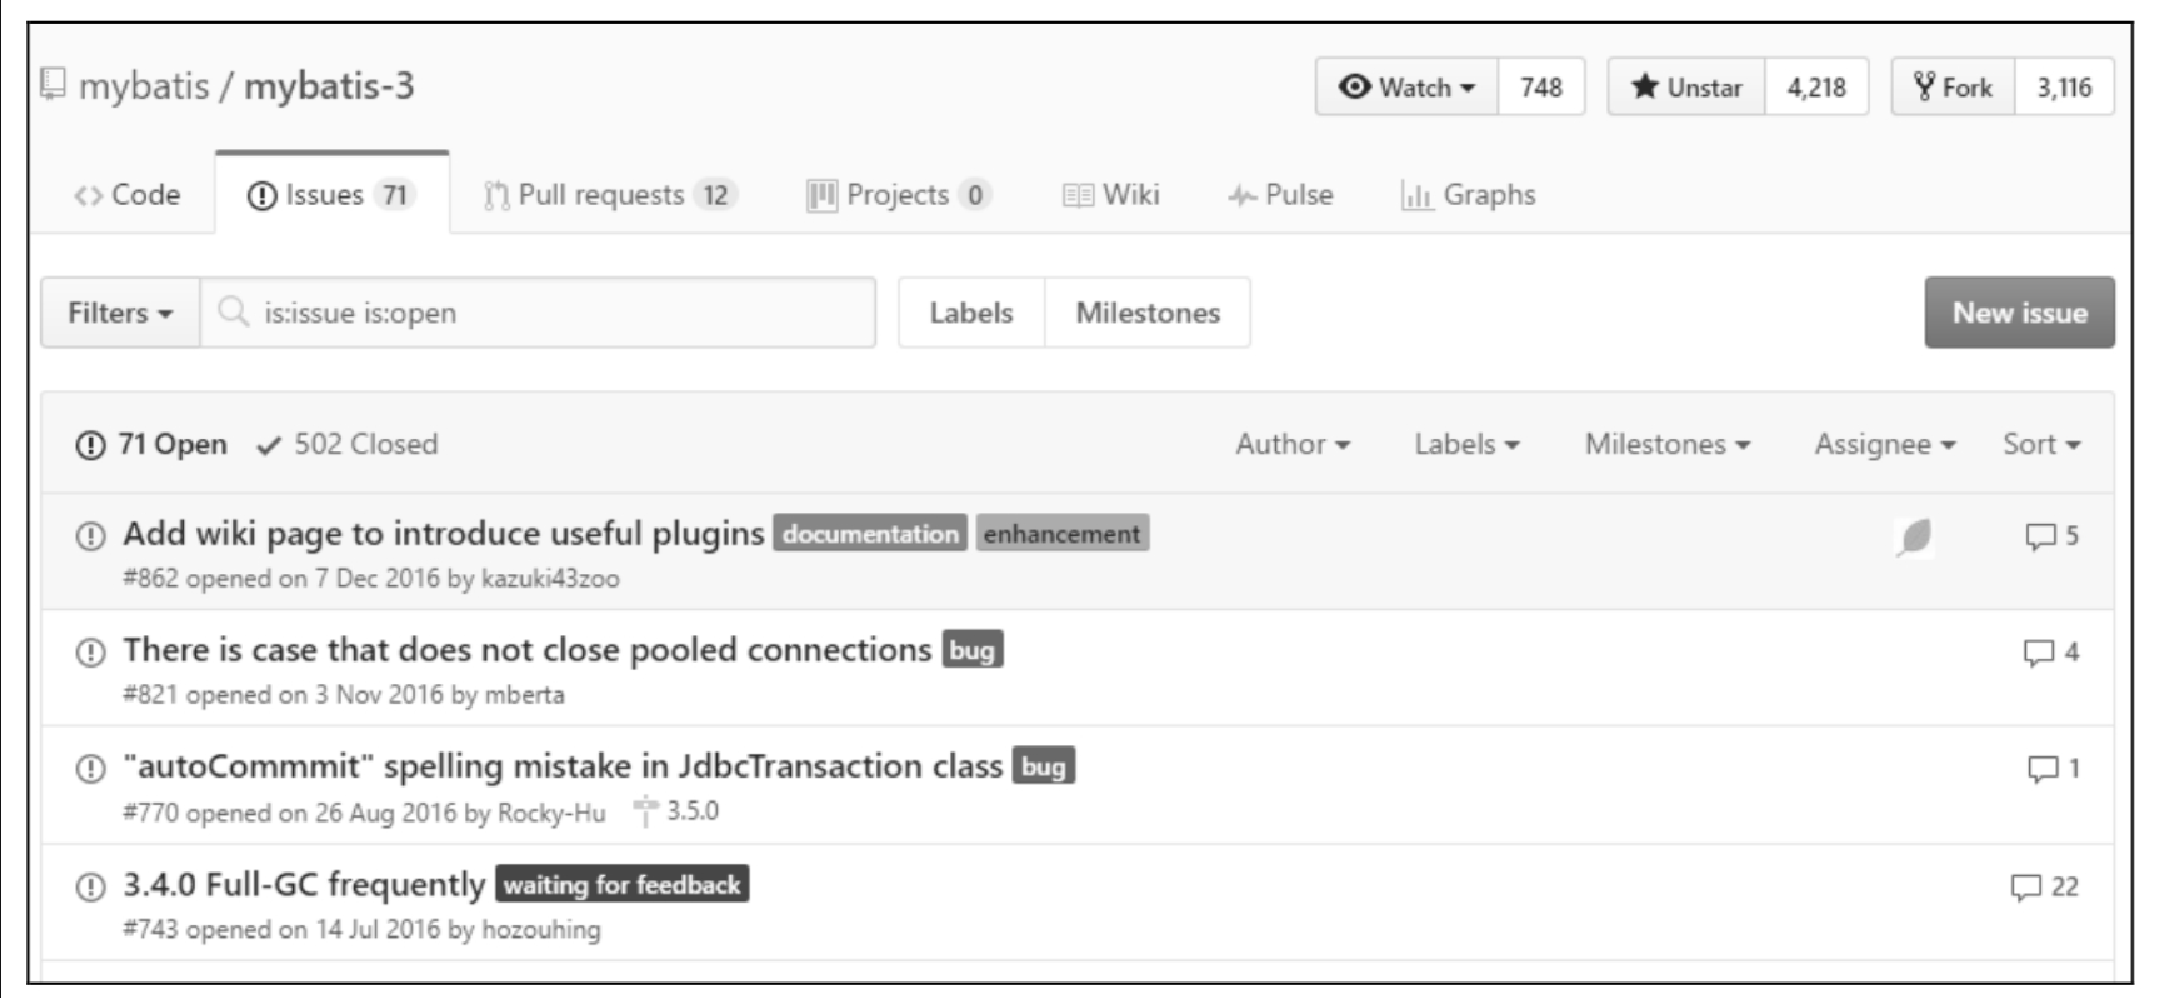 mybatis / mybatis-3 Watch 748 Unstar 4,218 Fork 3,116
<> Code Issues 71 Pull requests 12 Projects 0 Wiki Pulse Graphs
Filters is:issue is:open Labels Milestones New issue
71 Open 502 Closed Author Labels Milestones Assignee Sort
Add wiki page to introduce useful plugins documentation enhancement 5
#862 opened on 7 Dec 2016 by kazuki43zoo
There is case that does not close pooled connections bug 4
#821 opened on 3 Nov 2016 by mberta
"autoCommmit" spelling mistake in JdbcTransaction class bug 1
#770 opened on 26 Aug 2016 by Rocky-Hu 3.5.0
3.4.0 Full-GC frequently waiting for feedback 22
#743 opened on 14 Jul 2016 by hozouhing